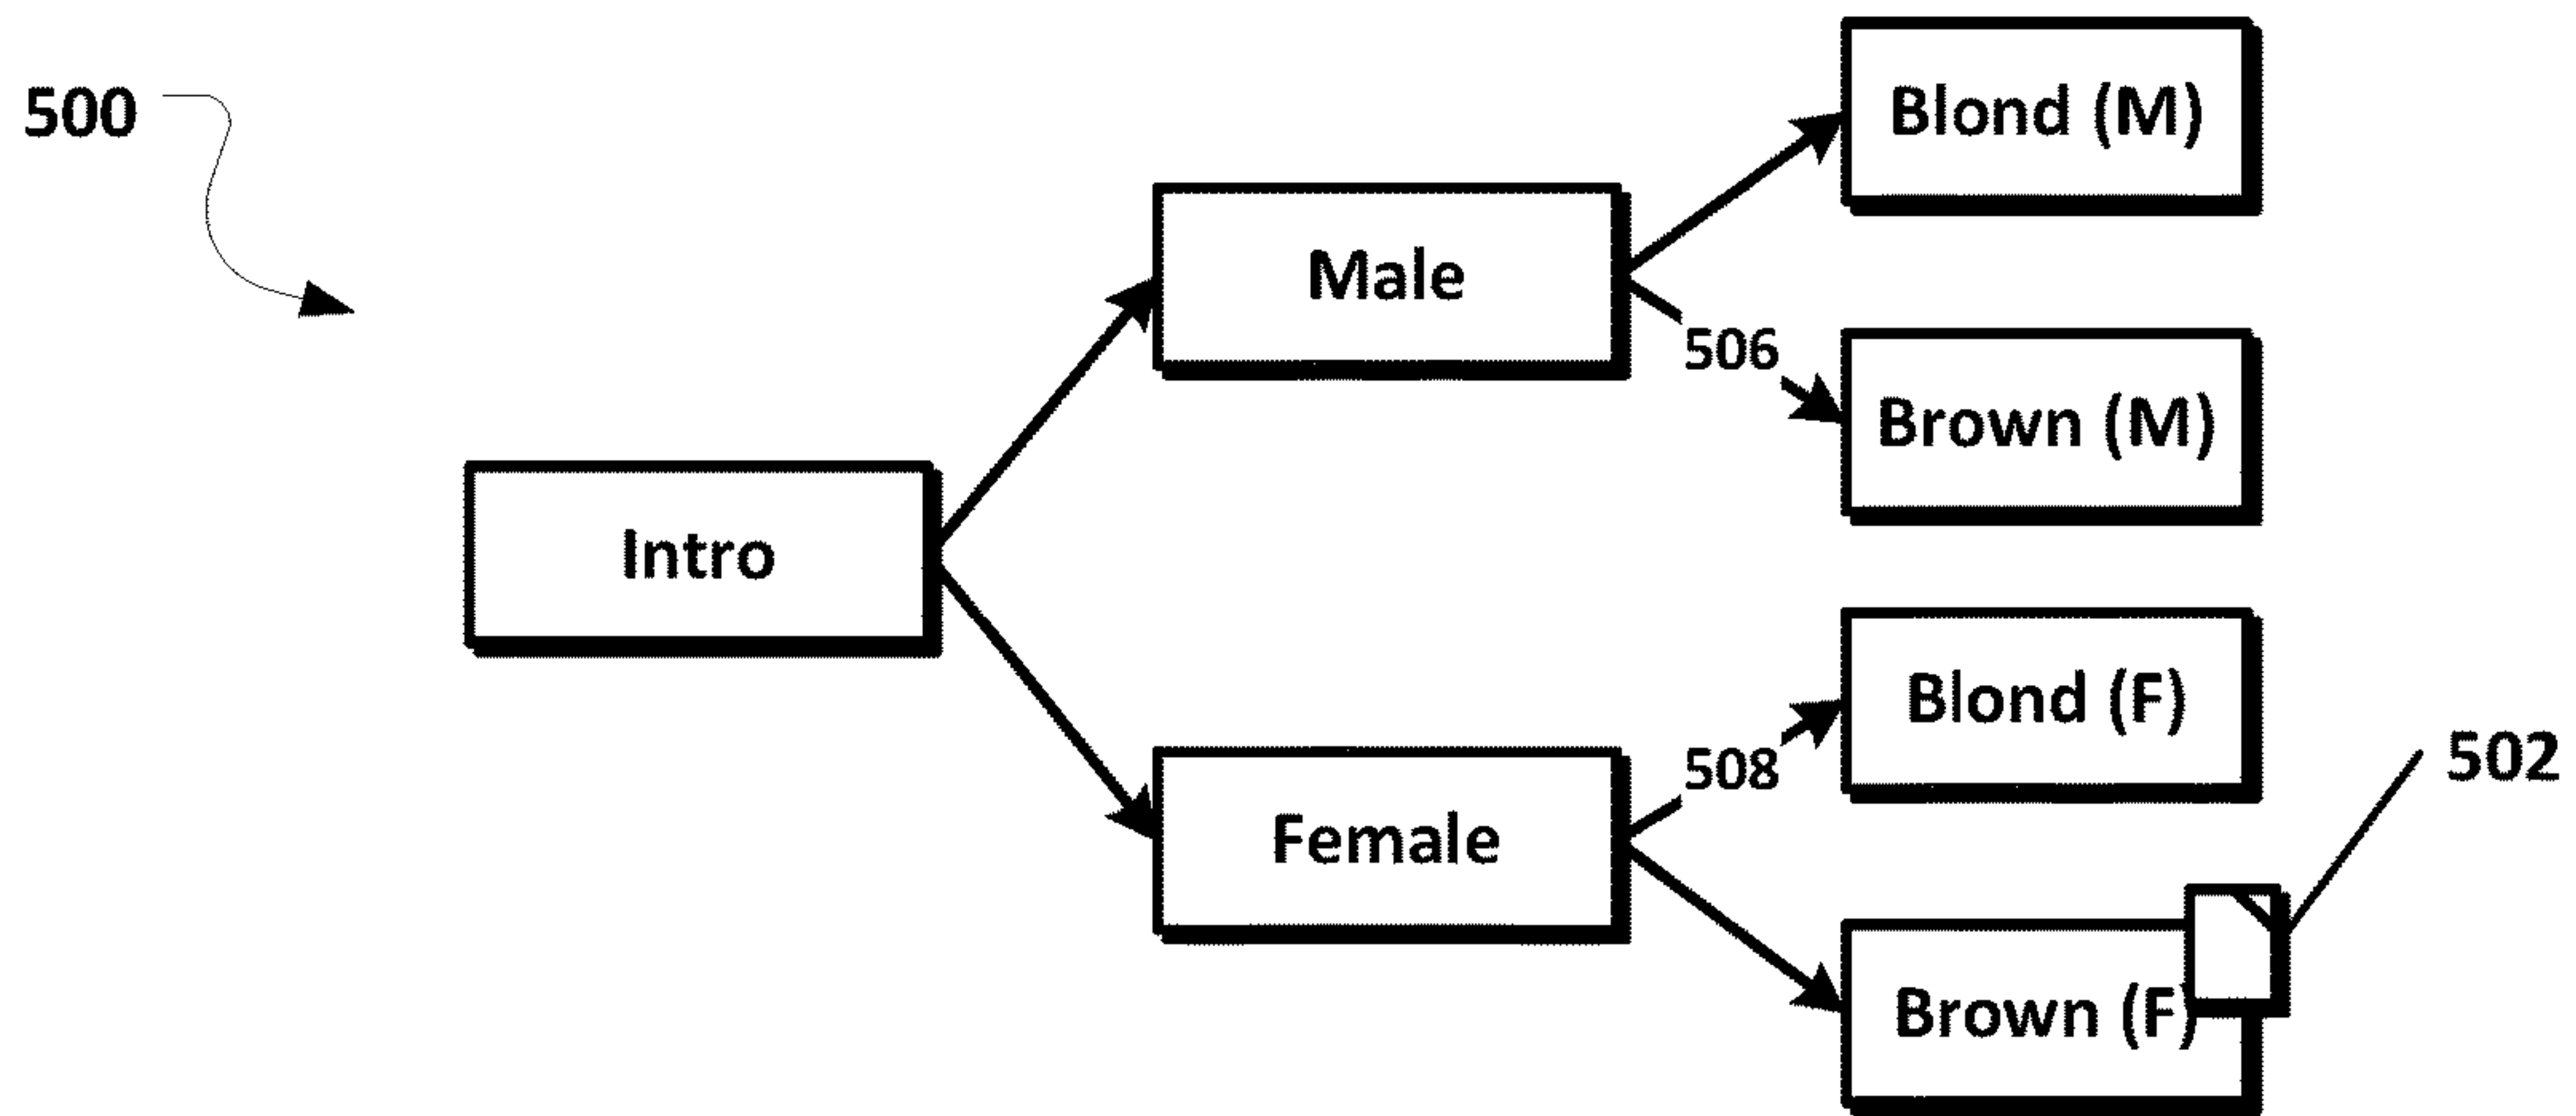 500
Blond (M)
Male
506
Brown (M)
Intro
Blond (F)
508
502
Female
Brown (F)